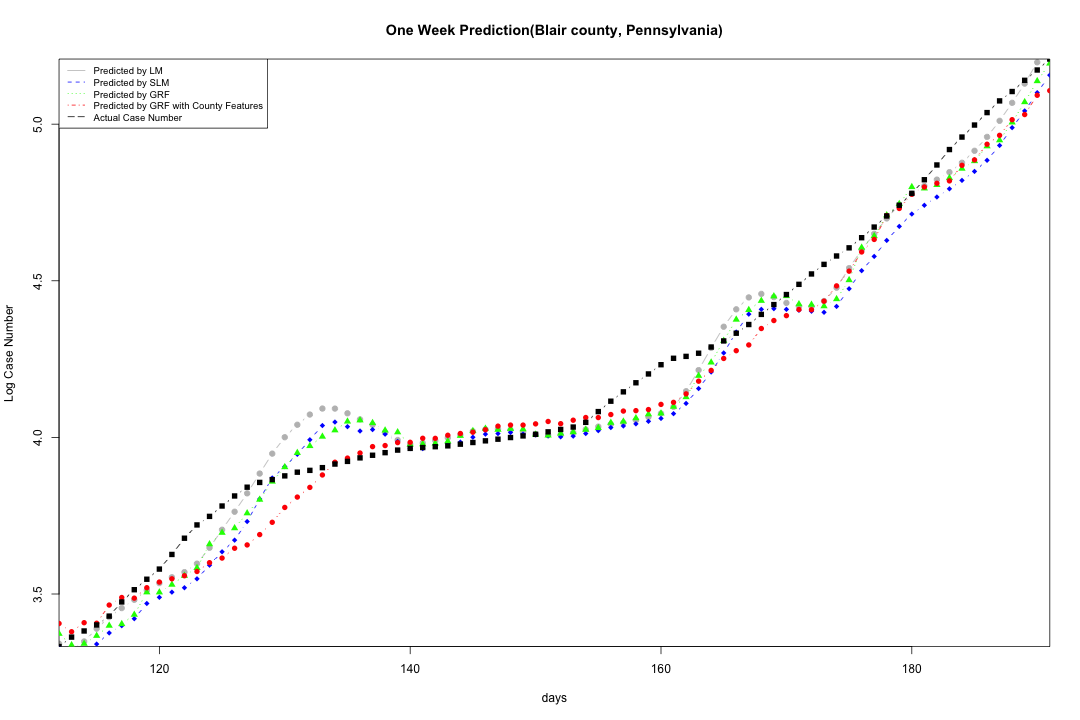 One Week Prediction(Blair county, Pennsylvania)
Predicted by LM
Predicted by SLM
Predicted by GRF
Predicted by GRF with County Features
Actual Case Number
5.0
4.5
4.0
3.5
Log Case Number
120 140 160 180
days